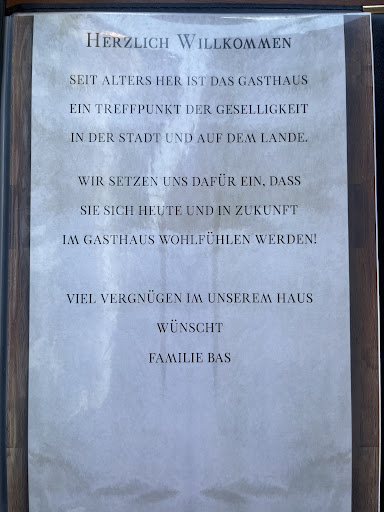 HERZLICH WILLKOMMEN
SEIT ALTERS HER IST DAS GASTHAUS
EIN TREFFPUNKT DER GESELLIGKEIT
IN DER STADT UND AUF DEM LANDE.
WIR SETZEN UNS DAFÜR EIN, DASS
SIE SICH HEUTE UND IN ZUKUNFT
IM GASTHAUS WOHLFÜHLEN WERDEN!
VIEL VERGNÜGEN IM UNSEREM HAUS
WÜNSCHT
FAMILIE BAS